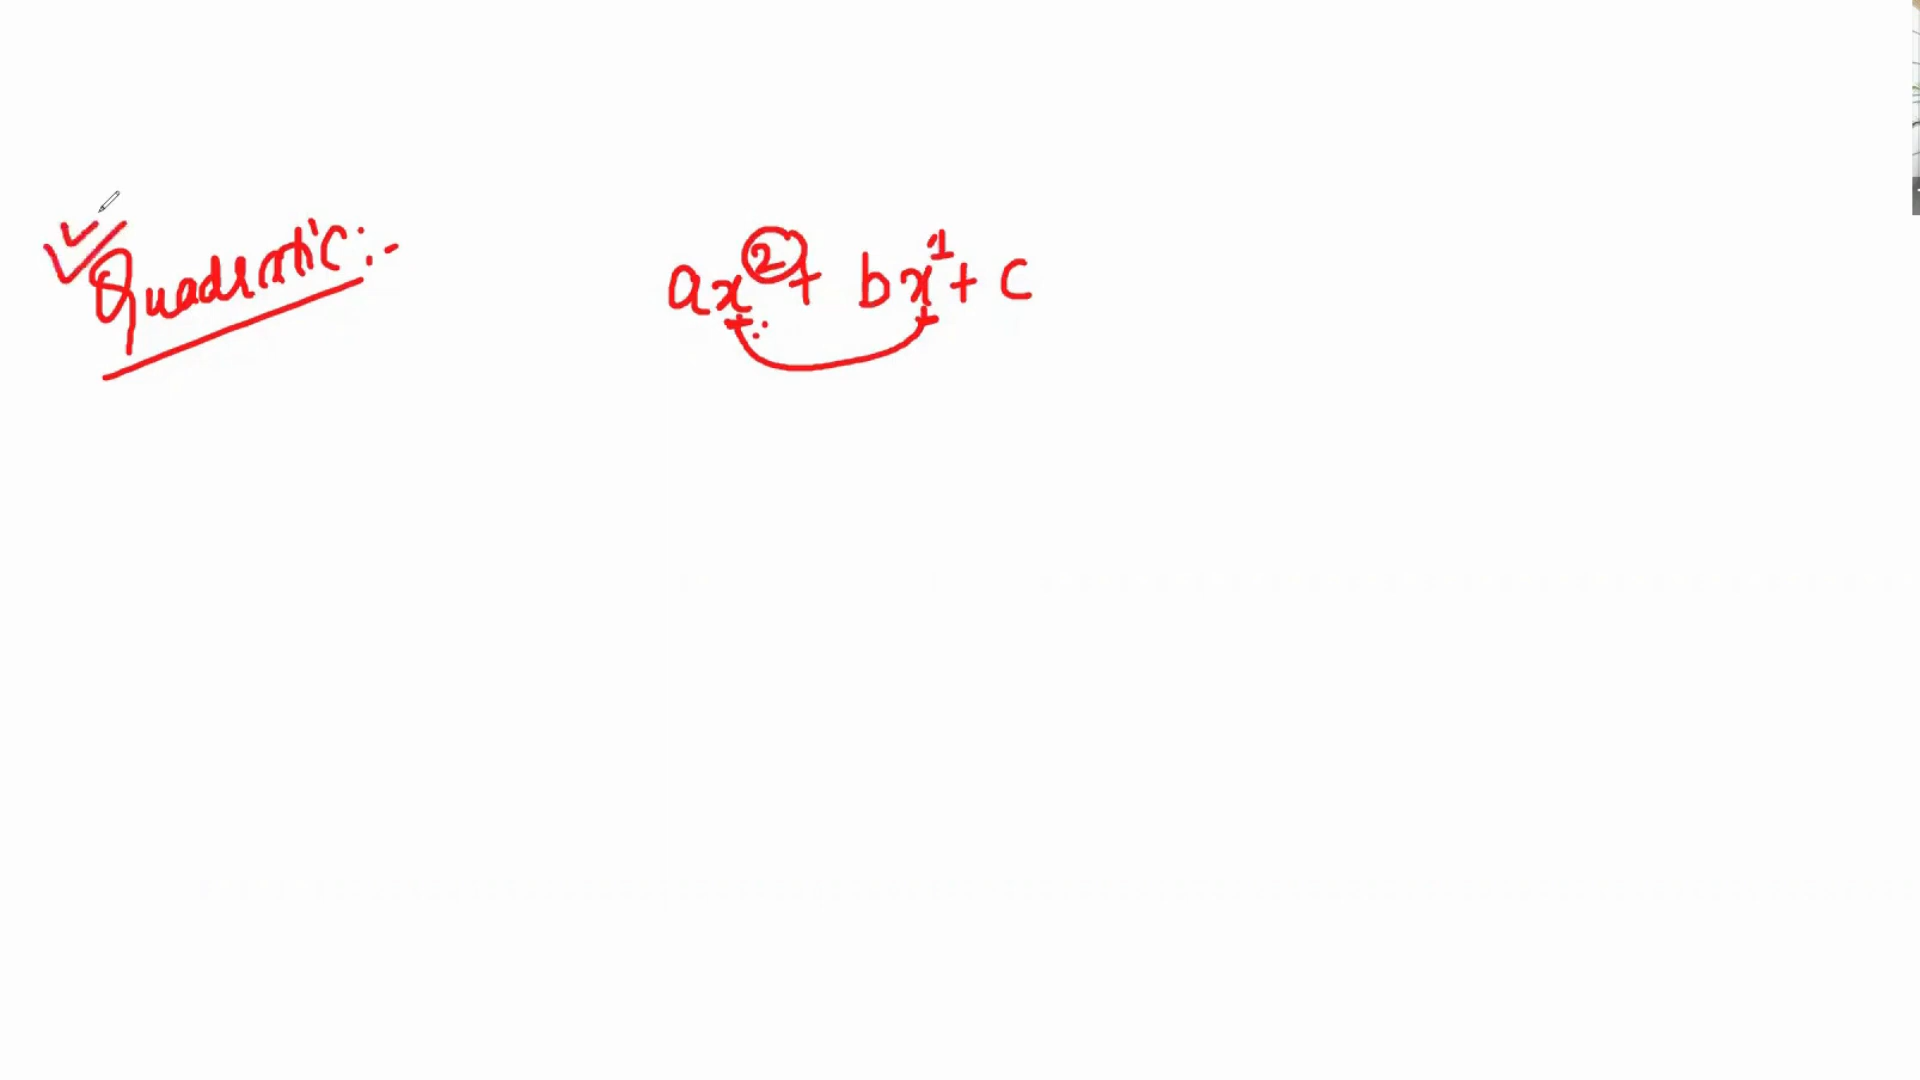 Quadratic:- ax² + bx¹ + c